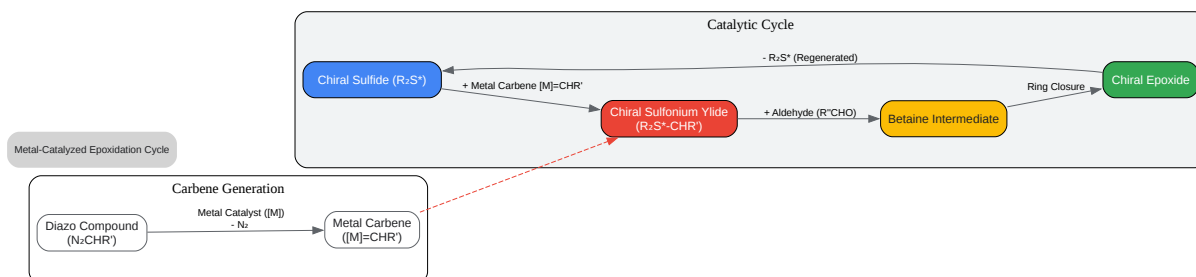 Catalytic Cycle
- R₂S* (Regenerated)
Chiral Sulfide (R₂S*)
+ Metal Carbene [M]=CHR'
Chiral Sulfonium Ylide
(R₂S*-CHR')
+ Aldehyde (R"CHO)
Betaine Intermediate
Ring Closure
Chiral Epoxide
Metal-Catalyzed Epoxidation Cycle
Carbene Generation
Diazo Compound
(N₂CHR')
Metal Catalyst ([M])
- N₂
Metal Carbene
([M]=CHR')